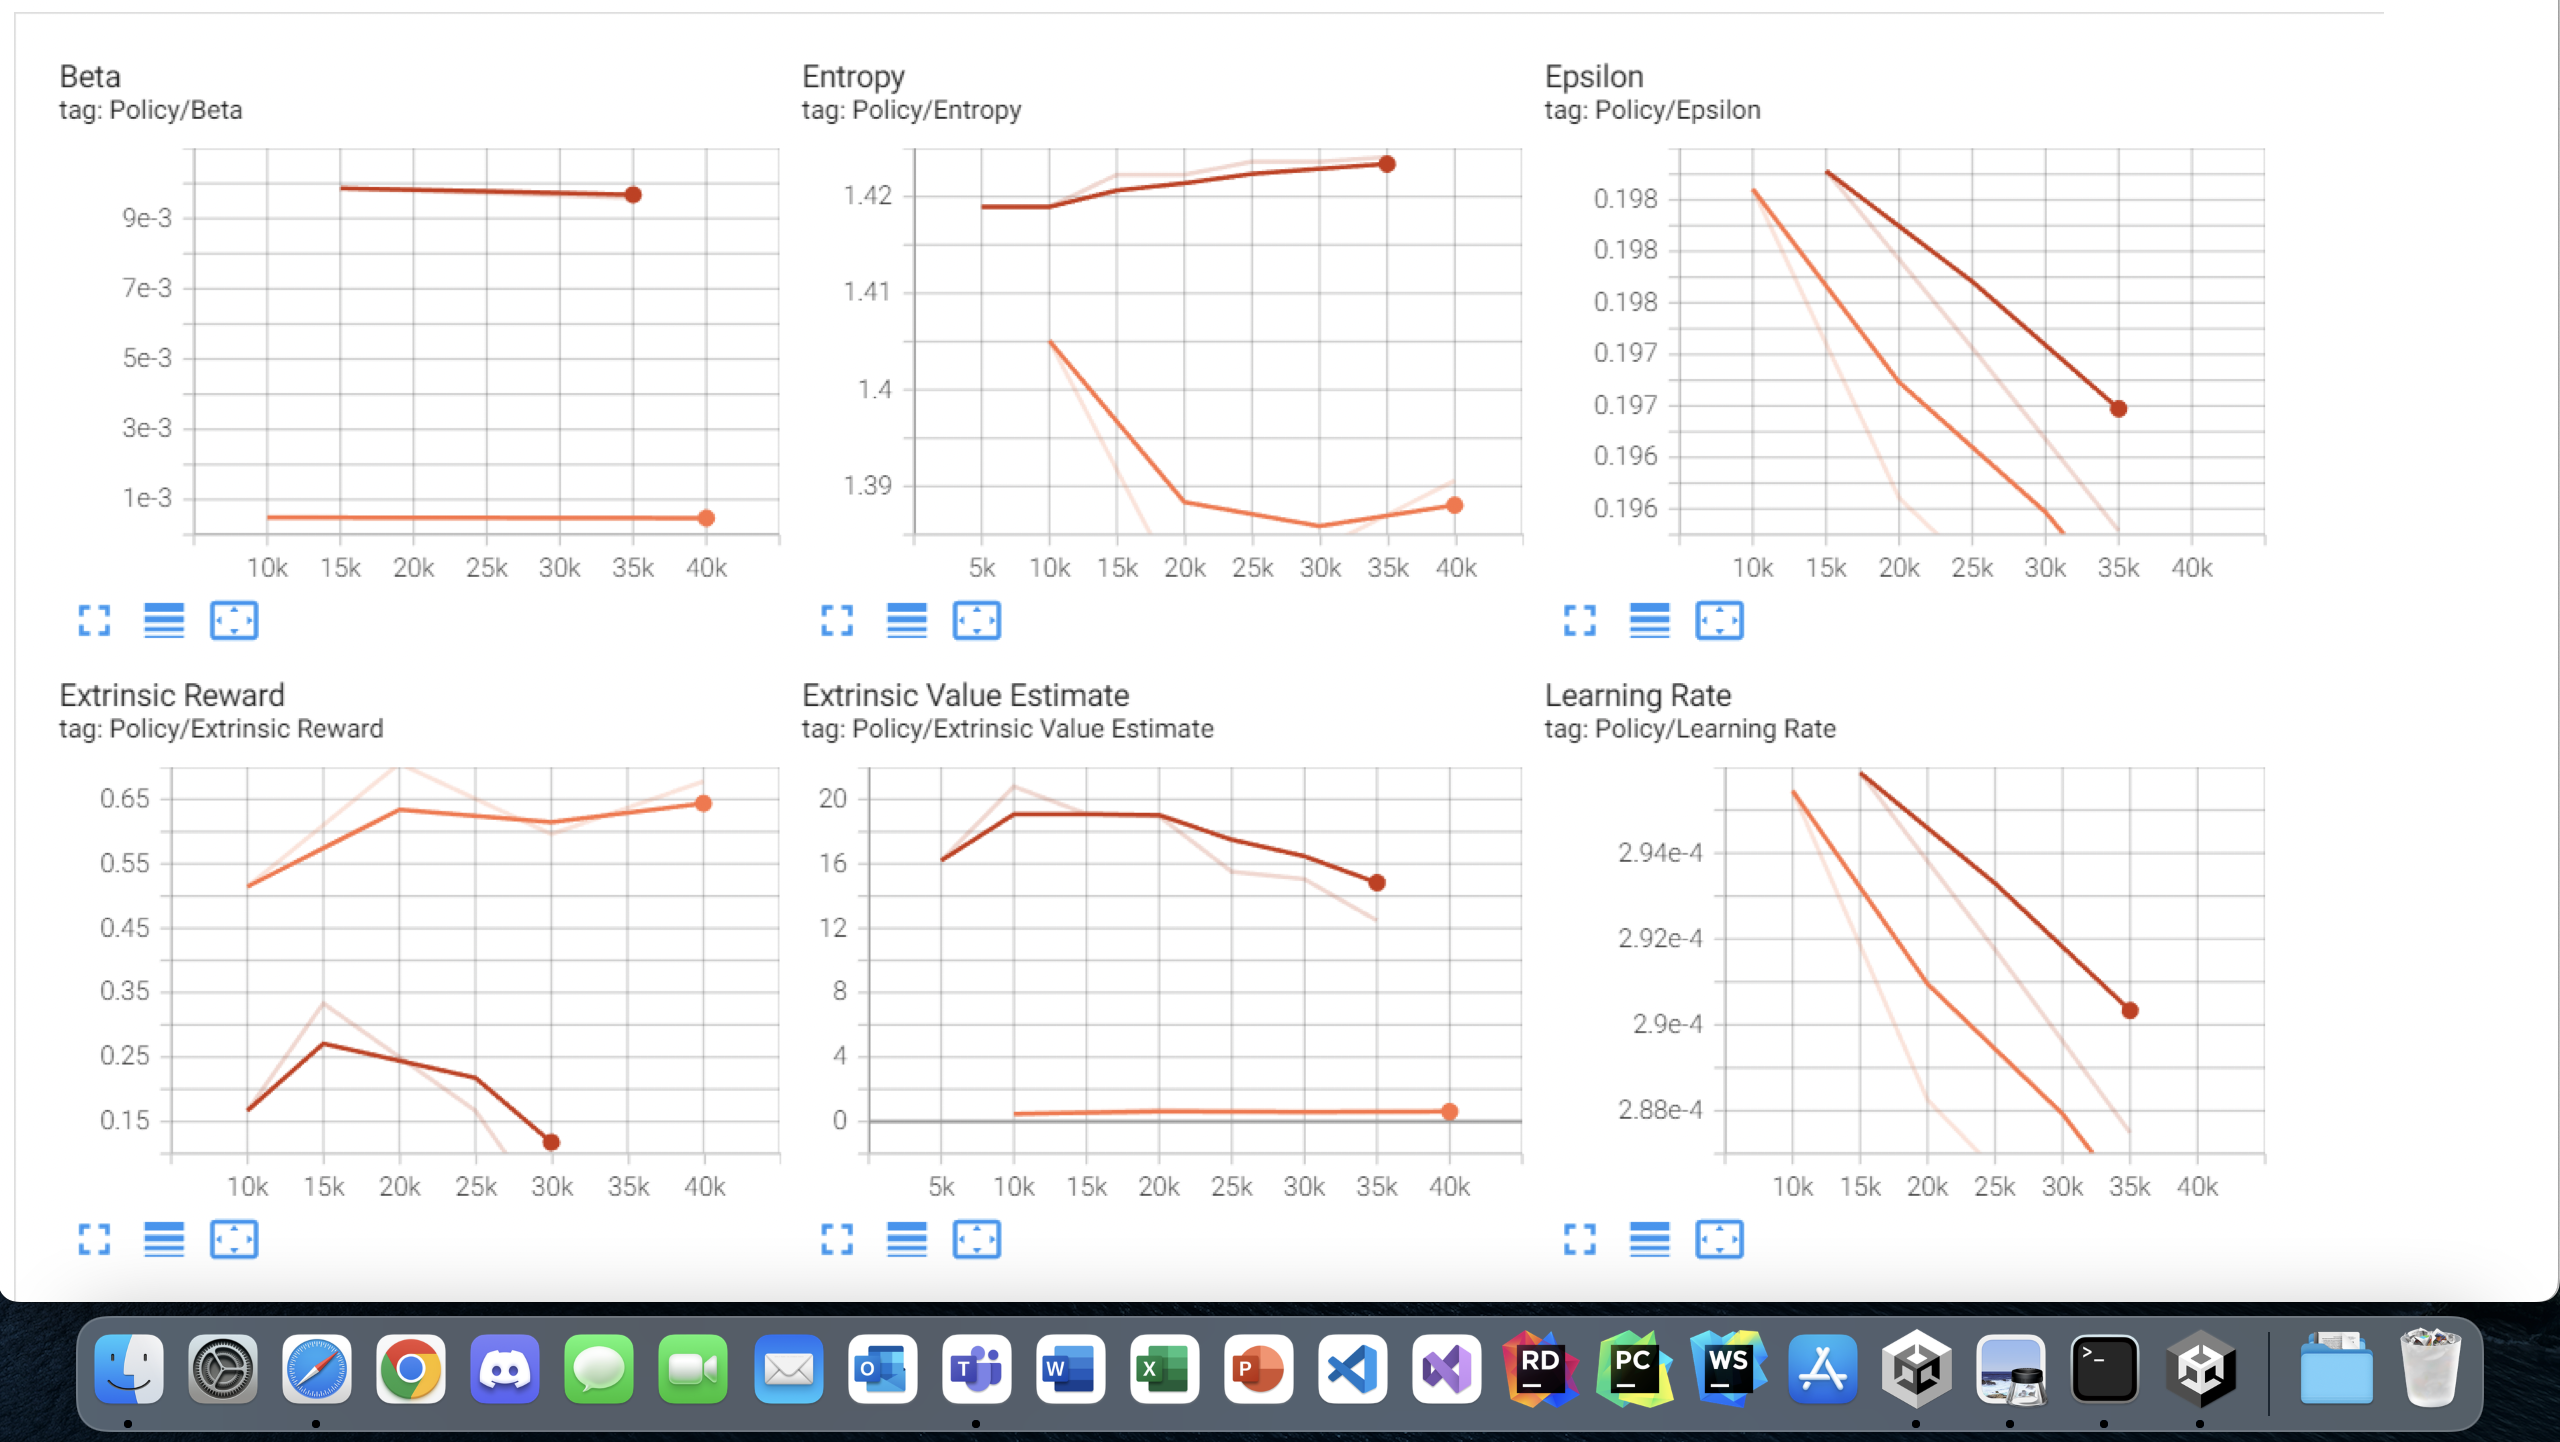 Beta
tag: Policy/Beta
9e-3
7e-3
5e-3
3e-3
1e-3
10k 15k 20k 25k 30k 35k 40k
Entropy
tag: Policy/Entropy
1.42
1.41
1.4
1.39
5k 10k 15k 20k 25k 30k 35k 40k
Epsilon
tag: Policy/Epsilon
0.198
0.198
0.198
0.197
0.197
0.196
0.196
10k 15k 20k 25k 30k 35k 40k
Extrinsic Reward
tag: Policy/Extrinsic Reward
0.65
0.55
0.45
0.35
0.25
0.15
10k 15k 20k 25k 30k 35k 40k
Extrinsic Value Estimate
tag: Policy/Extrinsic Value Estimate
20
16
12
8
4
0
5k 10k 15k 20k 25k 30k 35k 40k
Learning Rate
tag: Policy/Learning Rate
2.94e-4
2.92e-4
2.9e-4
2.88e-4
10k 15k 20k 25k 30k 35k 40k
O T W X P RD PC WS >_